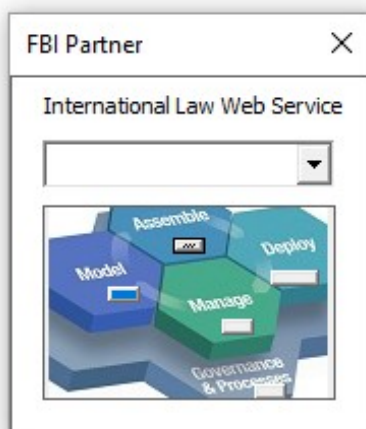 FBI Partner
International Law Web Service
Assemble
Deploy
Model
Manage
Governance
& Processes